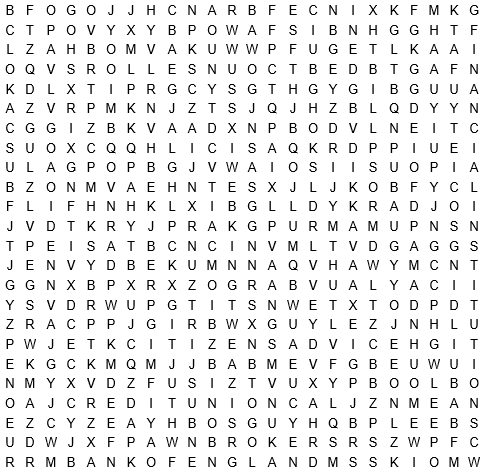 B F O G O J J H C N A R B F E C N I X K F M K G
C T P O V Y X Y B P O W A F S I B N H G G H T F
L Z A H B O M V A K U W W P F U G E T L K A A I
O Q V S R O L L E S N U O C T B E D B T G A F N
K D L X T I P R G C Y S G T H G Y G I B G U U A
A Z V R P M K N J Z T S J Q J H Z B L Q D Y Y N
C G G I Z B K V A A D X N P B O D V L N E I T C
S U O X C Q Q H L I C I S A Q K R D P P I U E I
U L A G P O P B G J V W A I O S I I S U O P I A
B Z O N M V A E H N T E S X J L J K O B F Y C L
F L I F H N H K L X I B G L L D Y K R A D J O I
J V D T K R Y J P R A K G P U R M A M U P N S N
T P E I S A T B C N C I N V M L T V D G A G G S
J E N V Y D B E K U M N N A Q V H A W Y M C N T
G G N X B P X R X Z O G R A B V U A L Y A C I I
Y S V D R W U P G T I T S N W E T X T O D P D T
Z R A C P P J G I R B W X G U Y L E Z J N H L U
P W J E T K C I T I Z E N S A D V I C E H G I T
E K G C K M Q M J J B A B M E V F G B E U W U I
N M Y X V D Z F U S I Z T V U X Y P B O O L B O
O A J C R E D I T U N I O N C A L J Z N M E A N
E Z C Y Z E A Y H B O S G U Y H Q B P L E E B S
U D W J X F P A W N B R O K E R S R S Z W P F C
R R M B A N K O F E N G L A N D M S S K I O M W